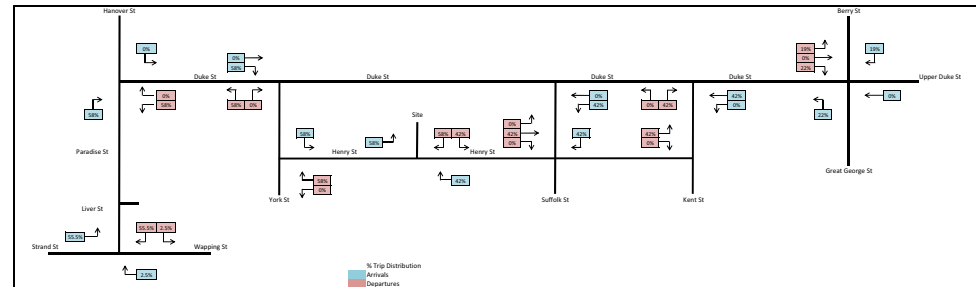 Hanover St
Berry St
0%
19%
0%
22%
19%
0%
58%
Duke St
Duke St
Duke St
Duke St
Upper Duke St
0%
58%
58% 0%
0%
42%
0% 42%
42%
0%
0%
58%
22%
Site
58%
58%
58% 42%
0%
42%
0%
42%
42%
0%
Paradise St
Henry St
Henry St
Great George St
58%
0%
42%
York St
Suffolk St
Kent St
Liver St
55.5%
55.5% 2.5%
Strand St
Wapping St
2.5%
% Trip Distribution
Arrivals
Departures